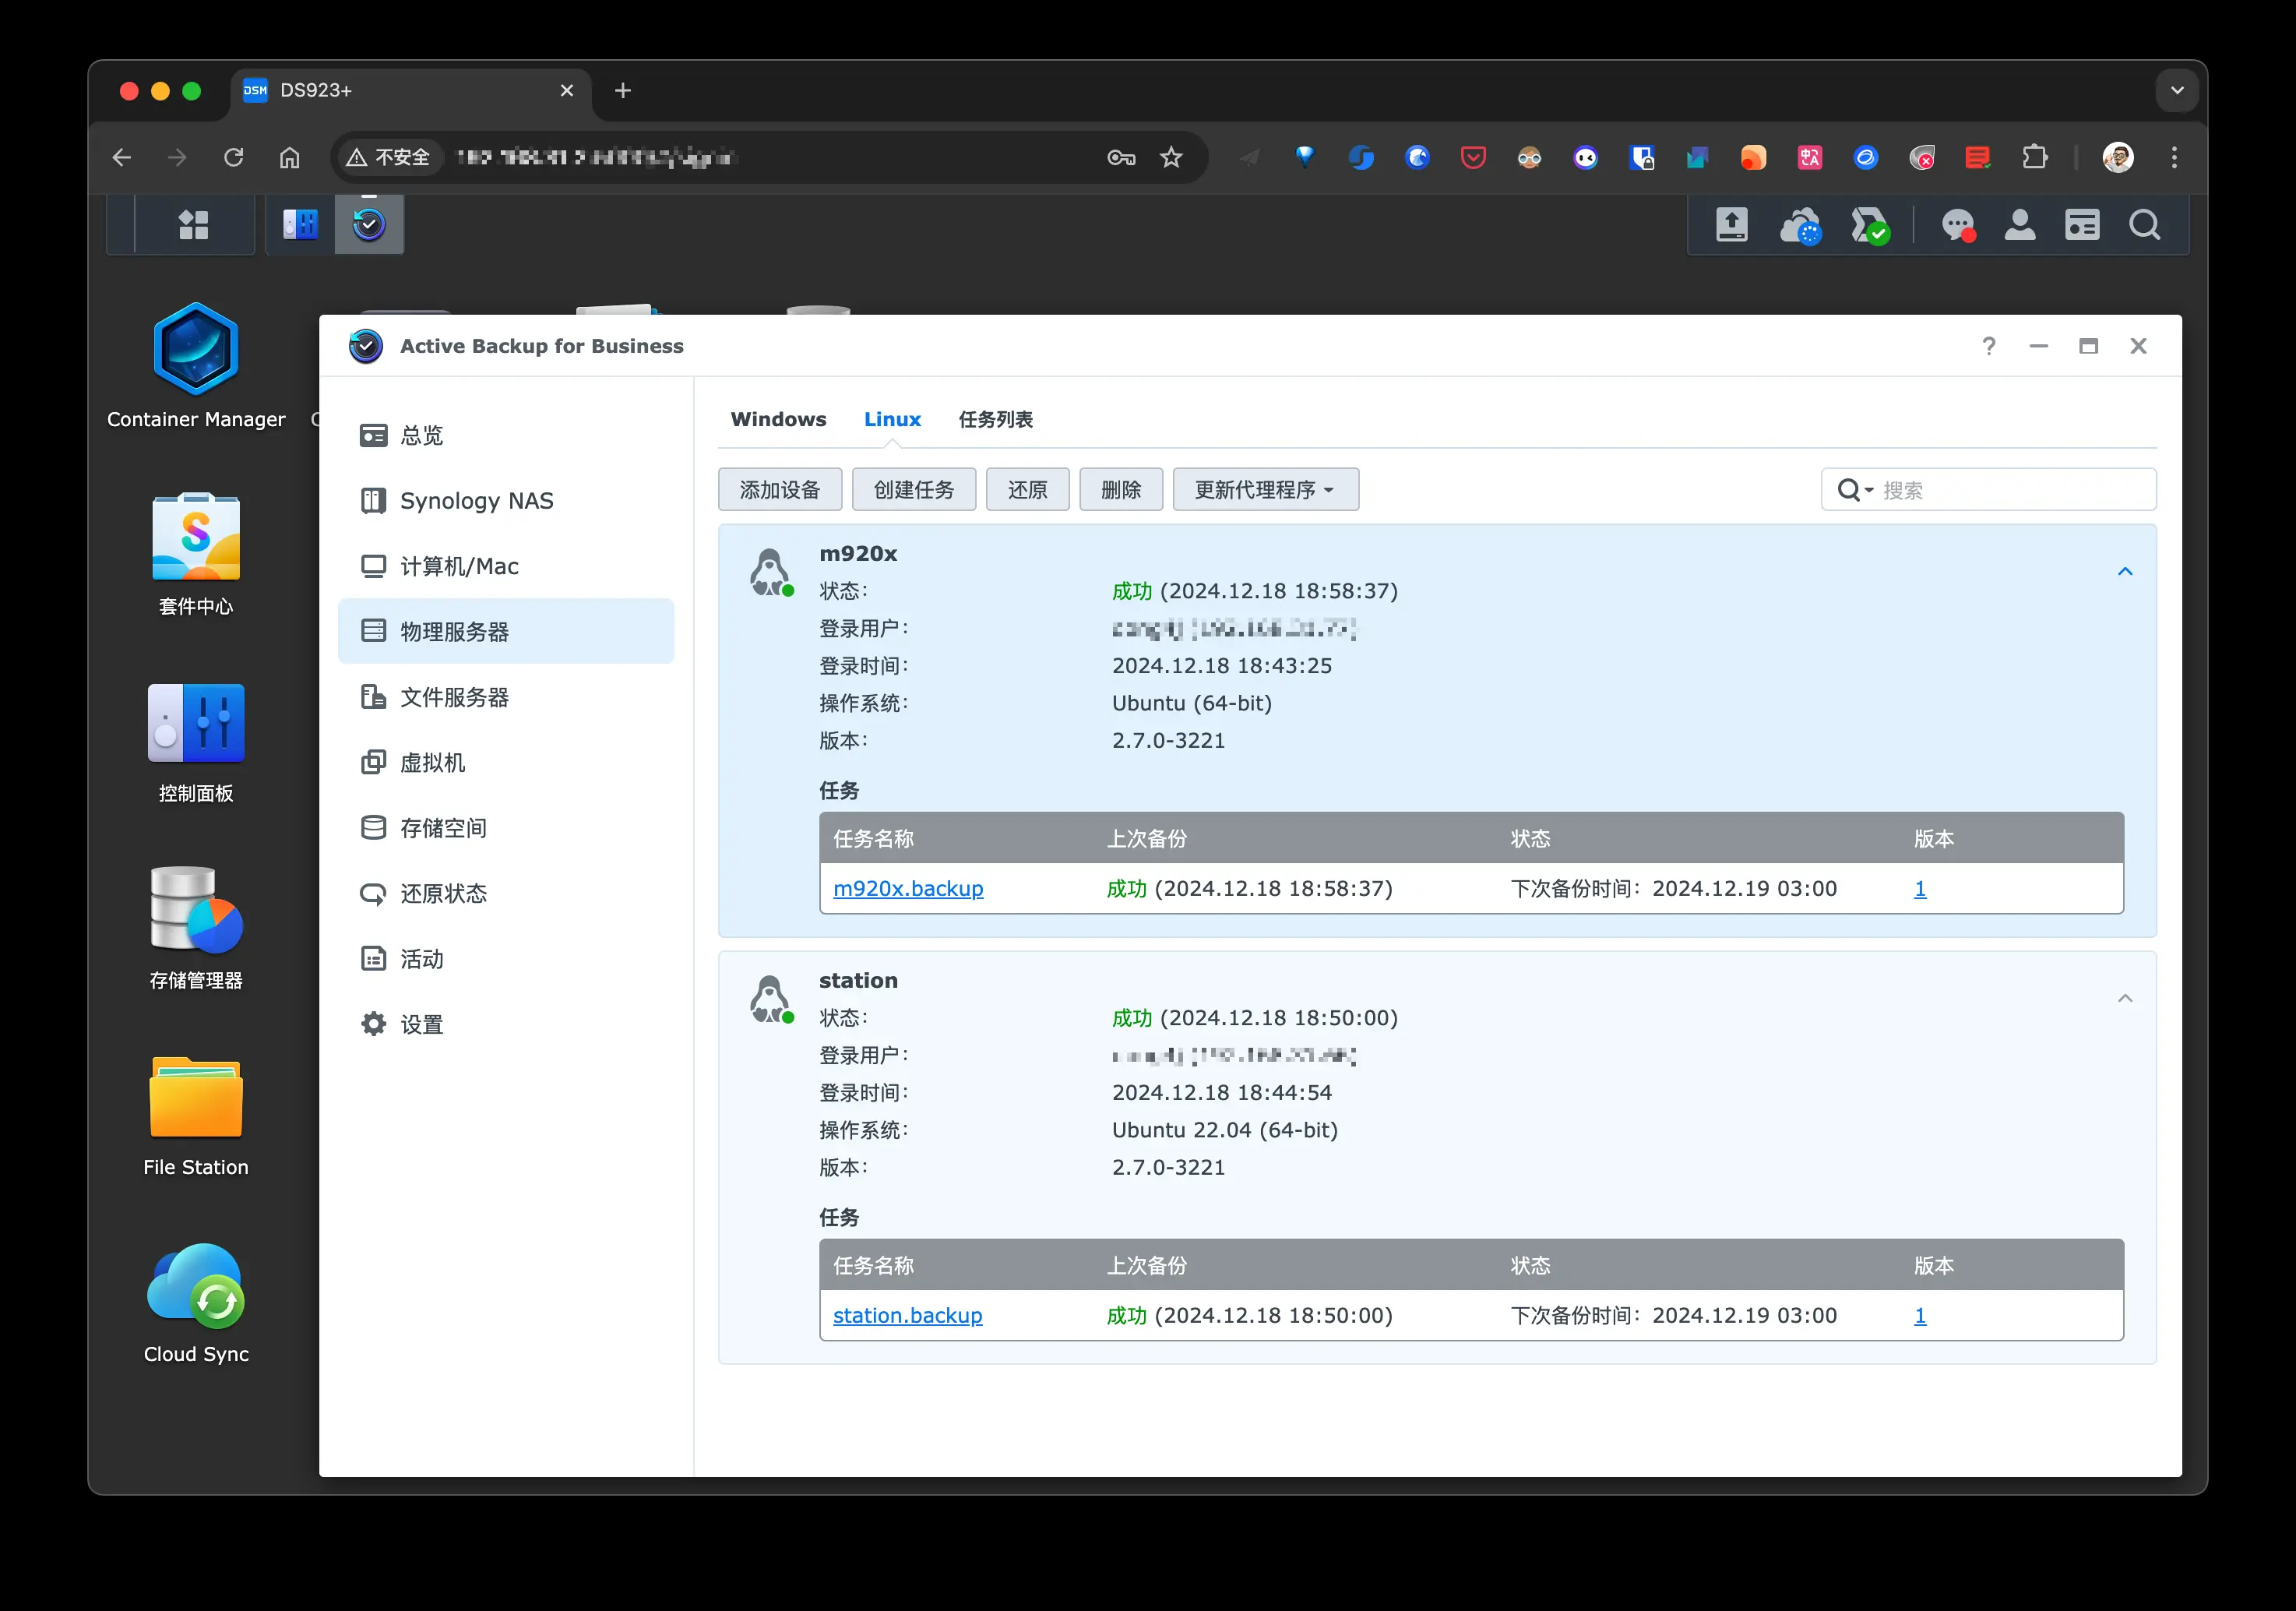 DSM DS923+
不安全
Active Backup for Business
Container Manager
套件中心
控制面板
存储管理器
File Station
Cloud Sync
总览
Synology NAS
计算机/Mac
物理服务器
文件服务器
虚拟机
存储空间
还原状态
活动
设置
Windows Linux 任务列表
添加设备 创建任务 还原 删除 更新代理程序 搜索
m920x
状态： 成功 (2024.12.18 18:58:37)
登录用户：
登录时间： 2024.12.18 18:43:25
操作系统： Ubuntu (64-bit)
版本： 2.7.0-3221
任务
任务名称 上次备份 状态 版本
m920x.backup 成功 (2024.12.18 18:58:37) 下次备份时间： 2024.12.19 03:00 1
station
状态： 成功 (2024.12.18 18:50:00)
登录用户：
登录时间： 2024.12.18 18:44:54
操作系统： Ubuntu 22.04 (64-bit)
版本： 2.7.0-3221
任务
任务名称 上次备份 状态 版本
station.backup 成功 (2024.12.18 18:50:00) 下次备份时间： 2024.12.19 03:00 1